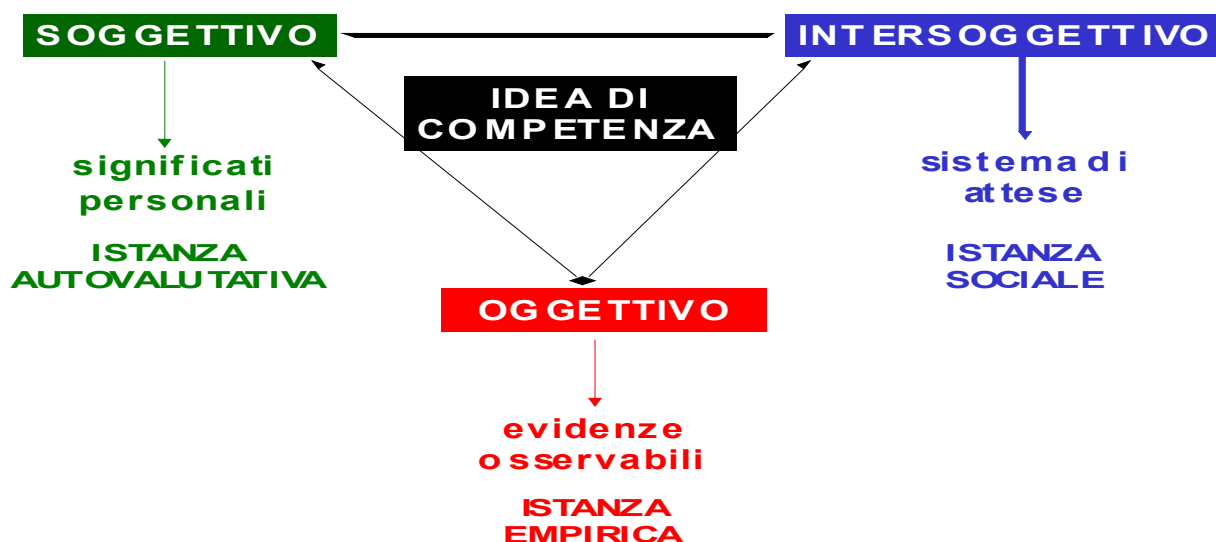 SOGGETTIVO
INTERSOGGETTIVO
IDEA DI
COMPETENZA
significati
personali
sistema di
attese
ISTANZA
AUTOVALUTATIVA
ISTANZA
SOCIALE
OGGETTIVO
evidenze
osservabili
ISTANZA
EMPIRICA